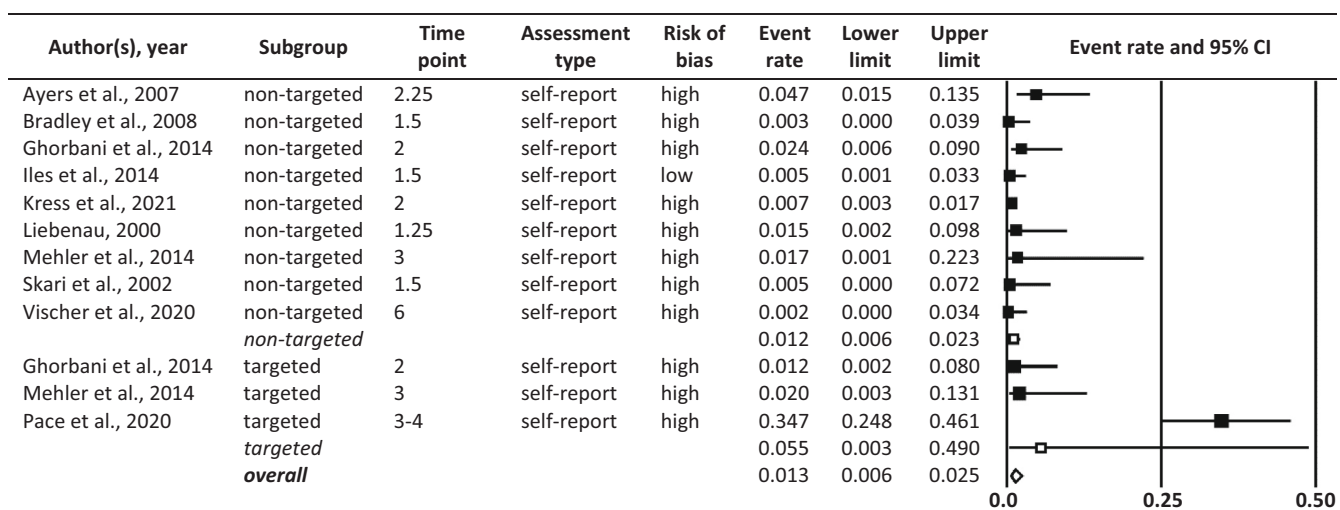 Author(s), year Subgroup Time point Assessment type Risk of bias Event rate Lower limit Upper limit Event rate and 95% CI
Ayers et al., 2007 non-targeted 2.25 self-report high 0.047 0.015 0.135
Bradley et al., 2008 non-targeted 1.5 self-report high 0.003 0.000 0.039
Ghorbani et al., 2014 non-targeted 2 self-report high 0.024 0.006 0.090
Iles et al., 2014 non-targeted 1.5 self-report low 0.005 0.001 0.033
Kress et al., 2021 non-targeted 2 self-report high 0.007 0.003 0.017
Liebenau, 2000 non-targeted 1.25 self-report high 0.015 0.002 0.098
Mehler et al., 2014 non-targeted 3 self-report high 0.017 0.001 0.223
Skari et al., 2002 non-targeted 1.5 self-report high 0.005 0.000 0.072
Vischer et al., 2020 non-targeted 6 self-report high 0.002 0.000 0.034
non-targeted 0.012 0.006 0.023
Ghorbani et al., 2014 targeted 2 self-report high 0.012 0.002 0.080
Mehler et al., 2014 targeted 3 self-report high 0.020 0.003 0.131
Pace et al., 2020 targeted 3-4 self-report high 0.347 0.248 0.461
targeted 0.055 0.003 0.490
overall 0.013 0.006 0.025
0.0 0.25 0.50